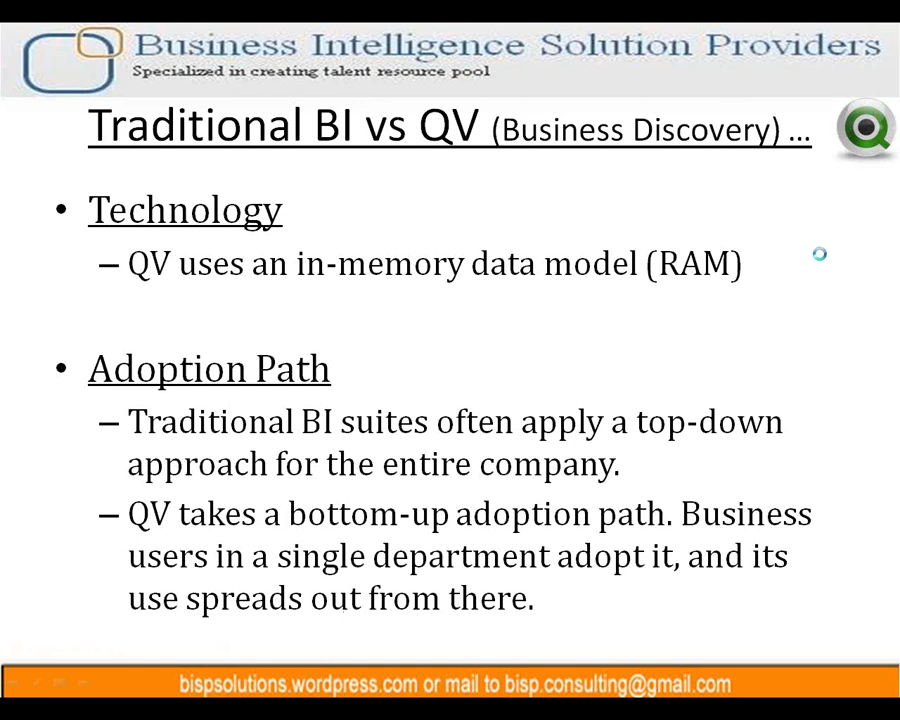 Business Intelligence Solution Providers
Specialized in creating talent resource pool
Traditional BI vs QV (Business Discovery) ...
• Technology
– QV uses an in-memory data model (RAM)
• Adoption Path
– Traditional BI suites often apply a top-down
approach for the entire company.
– QV takes a bottom-up adoption path. Business
users in a single department adopt it, and its
use spreads out from there.
bispsolutions.wordpress.com or mail to bisp.consulting@gmail.com